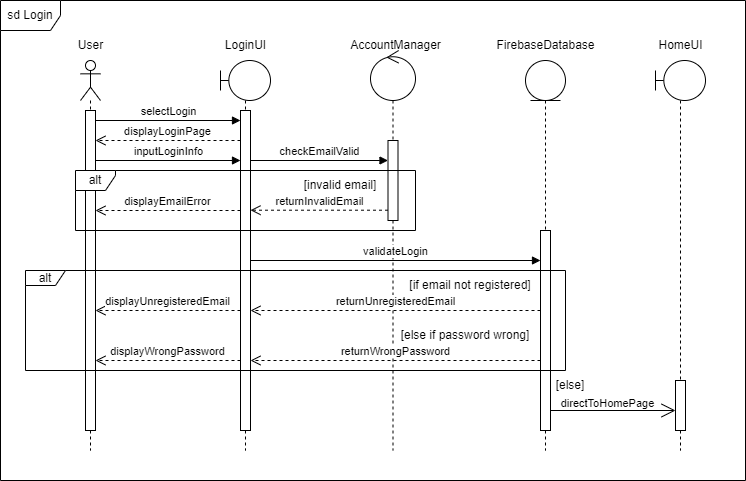 sd Login
User
LoginUI
AccountManager
FirebaseDatabase
HomeUI
selectLogin
displayLoginPage
inputLoginInfo
checkEmailValid
alt
[invalid email]
displayEmailError
returnInvalidEmail
validateLogin
alt
[if email not registered]
displayUnregisteredEmail
returnUnregisteredEmail
[else if password wrong]
displayWrongPassword
returnWrongPassword
[else]
directToHomePage